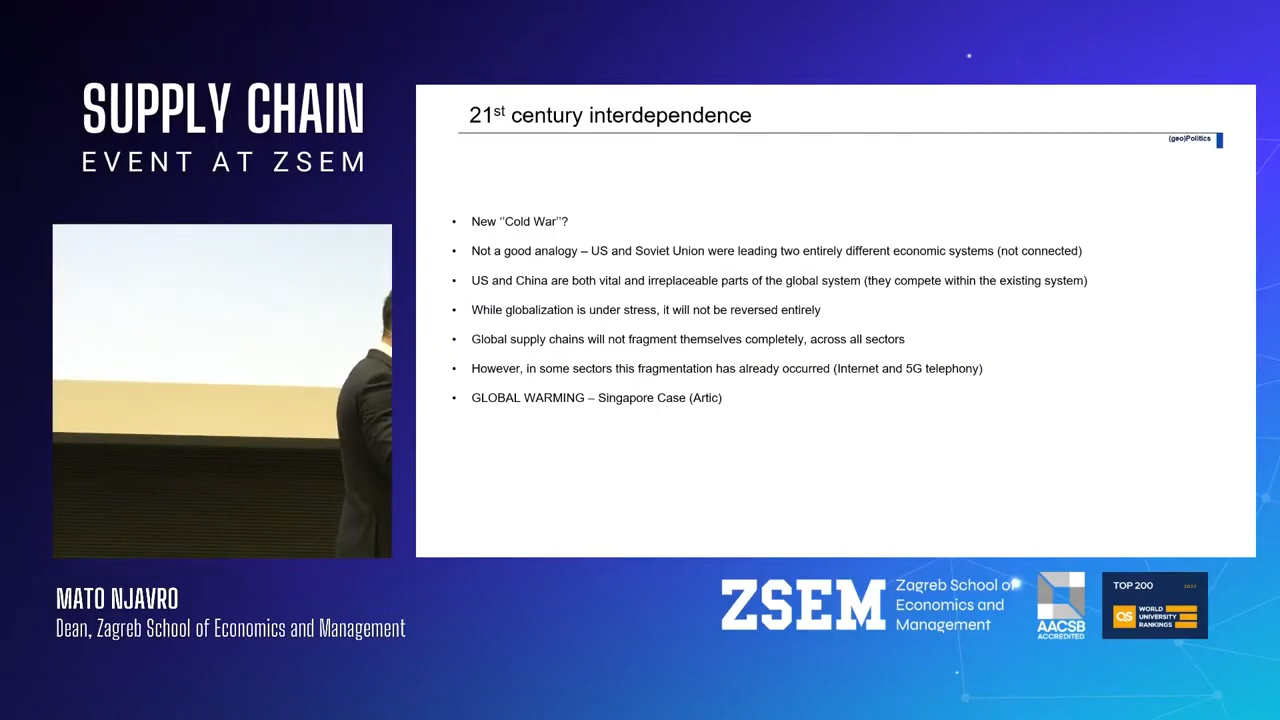 SUPPLY CHAIN
EVENT AT ZSEM
21st century interdependence
(geo)Politics
• New ‘’Cold War’’?
• Not a good analogy – US and Soviet Union were leading two entirely different economic systems (not connected)
• US and China are both vital and irreplaceable parts of the global system (they compete within the existing system)
• While globalization is under stress, it will not be reversed entirely
• Global supply chains will not fragment themselves completely, across all sectors
• However, in some sectors this fragmentation has already occurred (Internet and 5G telephony)
• GLOBAL WARMING – Singapore Case (Artic)
MATO NJAVRO
Dean, Zagreb School of Economics and Management
ZSEM
Zagreb School of
Economics and
Management
AACSB
ACCREDITED
TOP 200
QS
WORLD
UNIVERSITY
RANKINGS